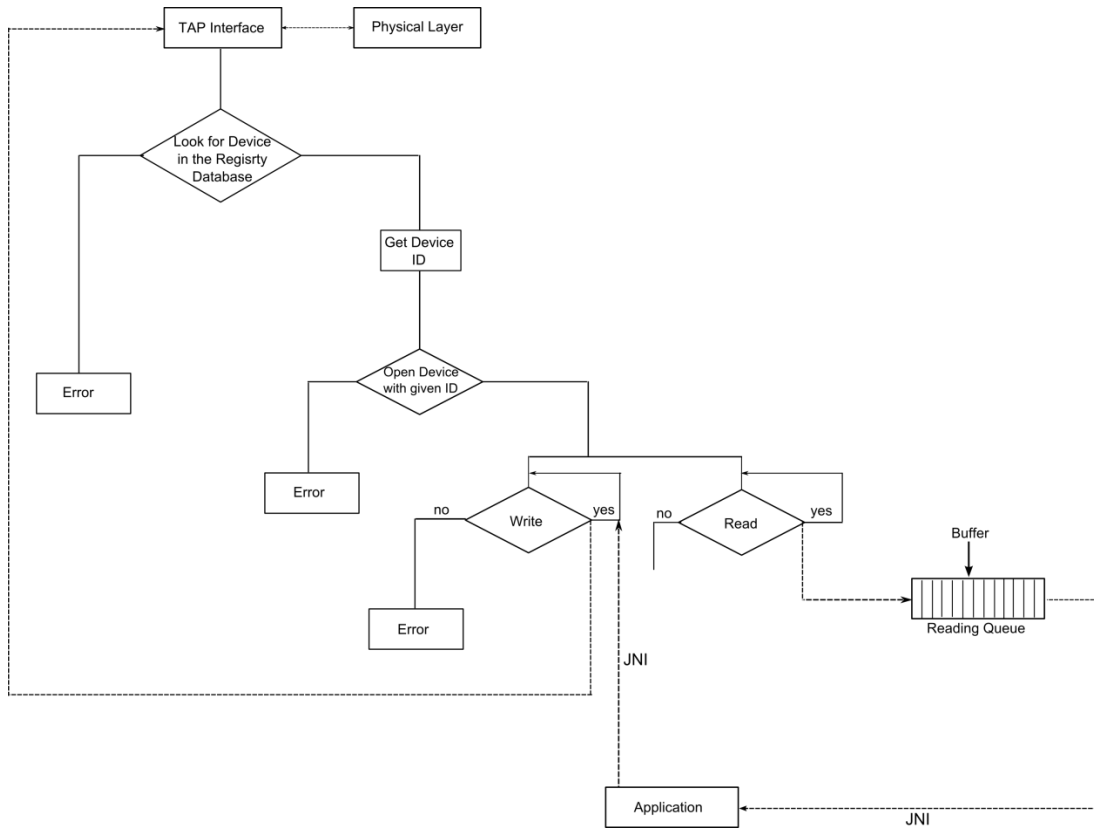 TAP Interface
Physical Layer
Look for Device
in the Regisrty
Database
Get Device
ID
Error
Open Device
with given ID
Error
no
Write
yes
no
Read
yes
Buffer
Reading Queue
Error
JNI
Application
JNI